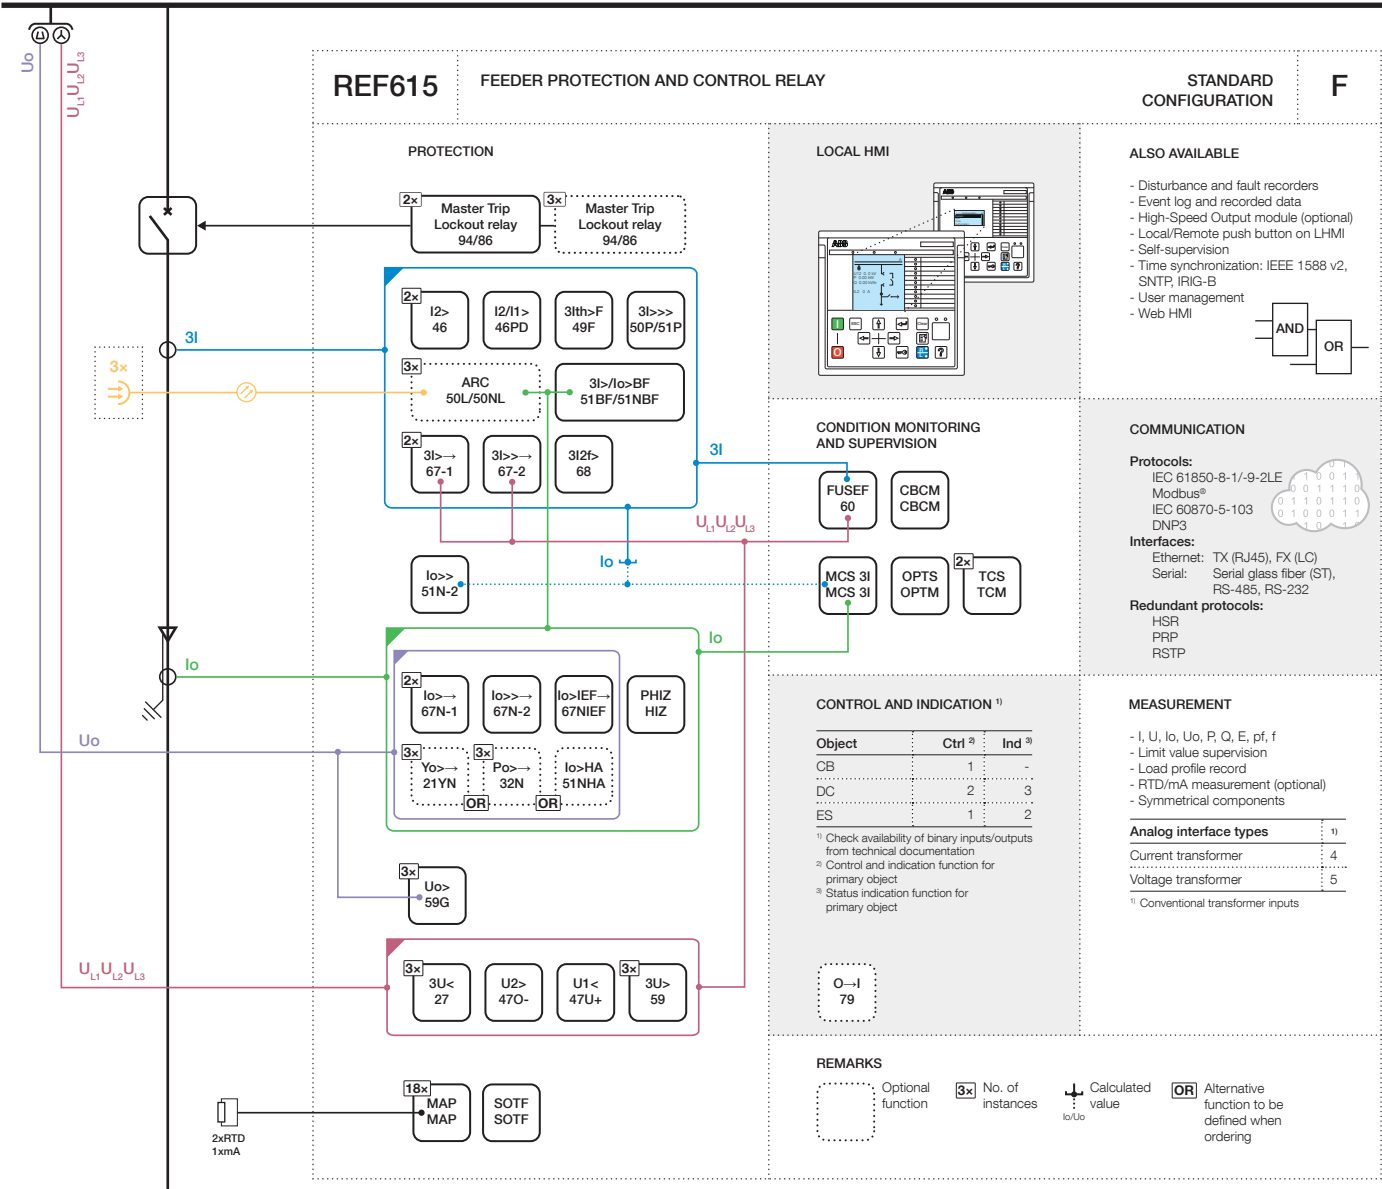 Uo
UL1UL2UL3
REF615
FEEDER PROTECTION AND CONTROL RELAY
STANDARD
CONFIGURATION
F
PROTECTION
2×
Master Trip
Lockout relay
94/86
3×
Master Trip
Lockout relay
94/86
3I
2×
I2>
46
I2/I1>
46PD
3Ith>F
49F
3I>>>
50P/51P
3×
3×
ARC
50L/50NL
3I>/Io>BF
51BF/51NBF
2×
3I>→
67-1
3I>>→
67-2
3I2f>
68
3I
UL1UL2UL3
Io
Io>>
51N-2
Io
Io
2×
Io>→
67N-1
Io>>→
67N-2
Io>IEF→
67NIEF
PHIZ
HIZ
Uo
3×
Yo>→
21YN
OR
3×
Po>→
32N
OR
Io>HA
51NHA
3×
Uo>
59G
UL1UL2UL3
3×
3U<
27
U2>
47O-
U1<
47U+
3×
3U>
59
2xRTD
1xmA
18×
MAP
MAP
SOTF
SOTF
LOCAL HMI
ABB
ABB
CONDITION MONITORING
AND SUPERVISION
FUSEF
60
CBCM
CBCM
MCS 3I
MCS 3I
OPTS
OPTM
2×
TCS
TCM
CONTROL AND INDICATION 1)
Object Ctrl 2) Ind 3)
CB 1 -
DC 2 3
ES 1 2
1) Check availability of binary inputs/outputs
from technical documentation
2) Control and indication function for
primary object
3) Status indication function for
primary object
O→I
79
ALSO AVAILABLE
- Disturbance and fault recorders
- Event log and recorded data
- High-Speed Output module (optional)
- Local/Remote push button on LHMI
- Self-supervision
- Time synchronization: IEEE 1588 v2,
SNTP, IRIG-B
- User management
- Web HMI
AND
OR
COMMUNICATION
Protocols:
IEC 61850-8-1/-9-2LE
Modbus®
IEC 60870-5-103
DNP3
Interfaces:
Ethernet: TX (RJ45), FX (LC)
Serial: Serial glass fiber (ST),
RS-485, RS-232
Redundant protocols:
HSR
PRP
RSTP
MEASUREMENT
- I, U, Io, Uo, P, Q, E, pf, f
- Limit value supervision
- Load profile record
- RTD/mA measurement (optional)
- Symmetrical components
Analog interface types 1)
Current transformer 4
Voltage transformer 5
1) Conventional transformer inputs
REMARKS
Optional
function
3×
No. of
instances
Io/Uo
Calculated
value
OR
Alternative
function to be
defined when
ordering